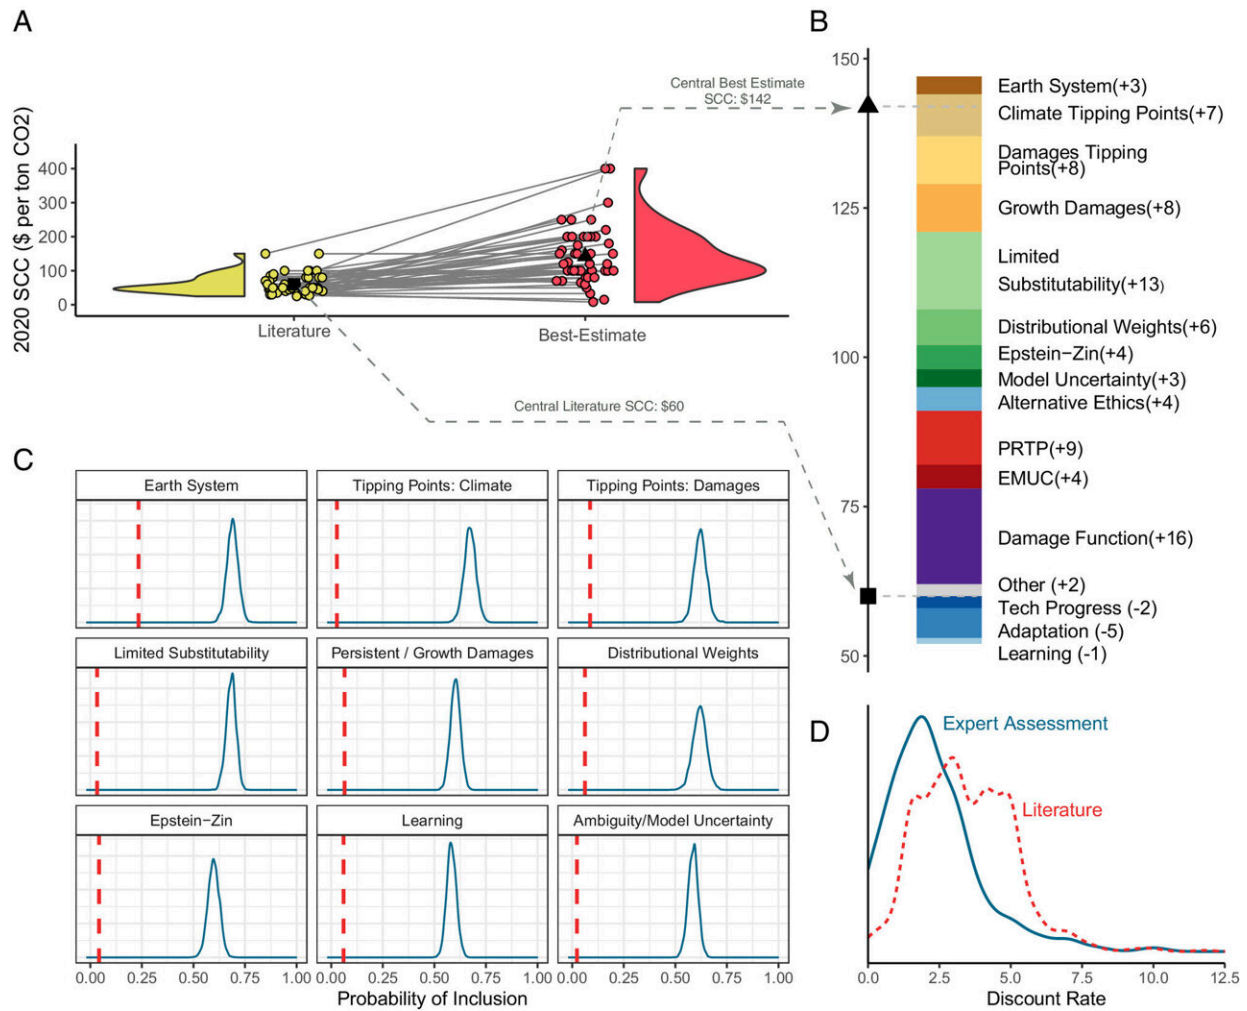 A
2020 SCC ($ per ton CO2)
400
300
200
100
0
Literature
Best-Estimate
Central Best Estimate
SCC: $142
Central Literature SCC: $60
B
150
125
100
75
50
Earth System(+3)
Climate Tipping Points(+7)
Damages Tipping
Points(+8)
Growth Damages(+8)
Limited
Substitutability(+13)
Distributional Weights(+6)
Epstein−Zin(+4)
Model Uncertainty(+3)
Alternative Ethics(+4)
PRTP(+9)
EMUC(+4)
Damage Function(+16)
Other (+2)
Tech Progress (-2)
Adaptation (-5)
Learning (-1)
C
Earth System
Tipping Points: Climate
Tipping Points: Damages
Limited Substitutability
Persistent / Growth Damages
Distributional Weights
Epstein−Zin
Learning
Ambiguity/Model Uncertainty
0.00 0.25 0.50 0.75 1.00 0.00 0.25 0.50 0.75 1.00 0.00 0.25 0.50 0.75 1.00
Probability of Inclusion
D
Expert Assessment
Literature
0.0 2.5 5.0 7.5 10.0 12.5
Discount Rate